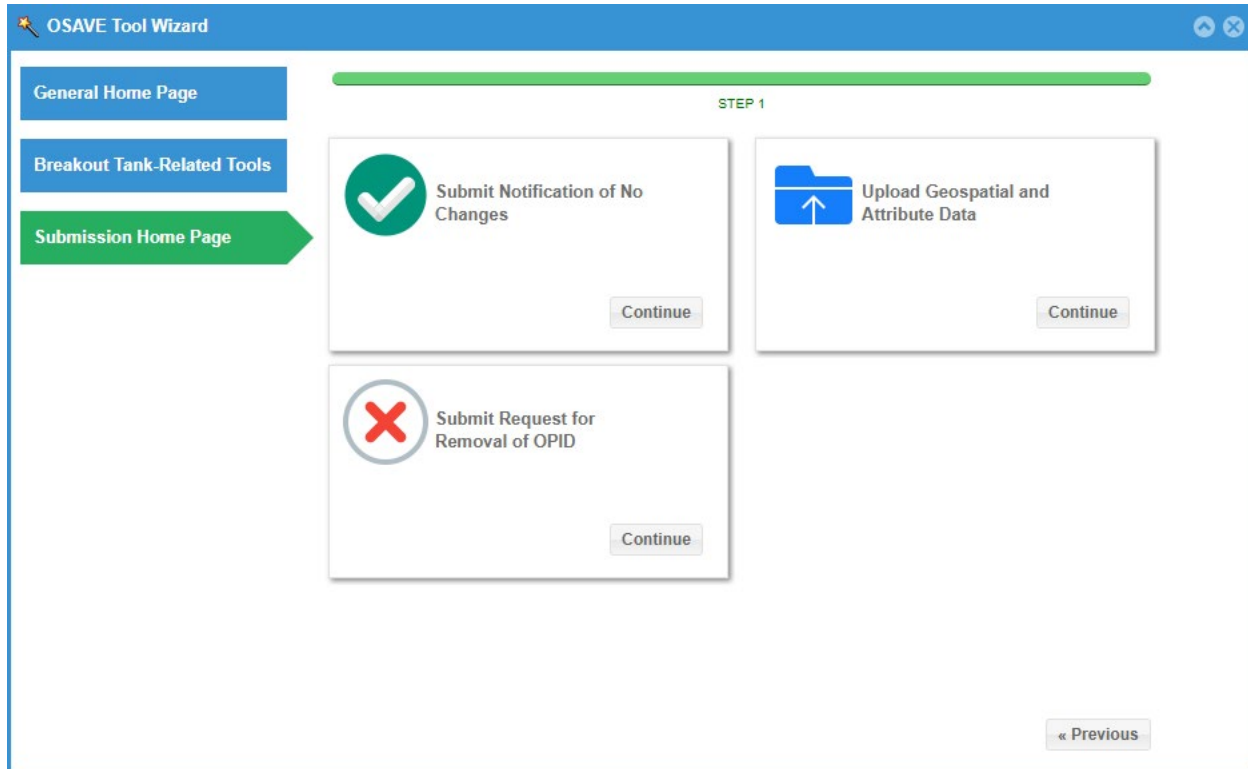 OSAVE Tool Wizard
General Home Page
Breakout Tank-Related Tools
Submission Home Page
STEP 1
Submit Notification of No
Changes
Continue
Upload Geospatial and
Attribute Data
Continue
Submit Request for
Removal of OPID
Continue
« Previous